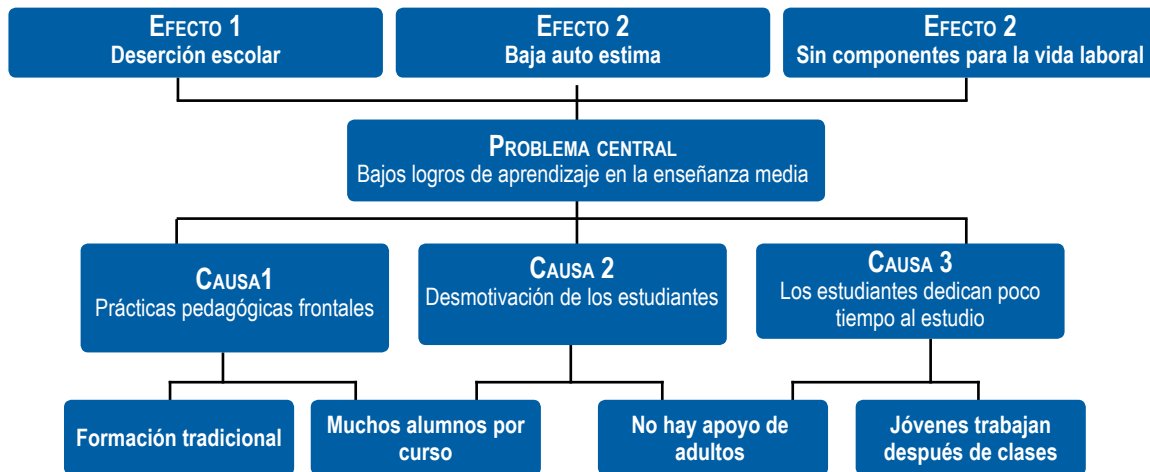 Efecto 1
Deserción escolar
Efecto 2
Baja auto estima
Efecto 2
Sin componentes para la vida laboral
Problema central
Bajos logros de aprendizaje en la enseñanza media
Causa1
Prácticas pedagógicas frontales
Causa 2
Desmotivación de los estudiantes
Causa 3
Los estudiantes dedican poco
tiempo al estudio
Formación tradicional
Muchos alumnos por
curso
No hay apoyo de
adultos
Jóvenes trabajan
después de clases